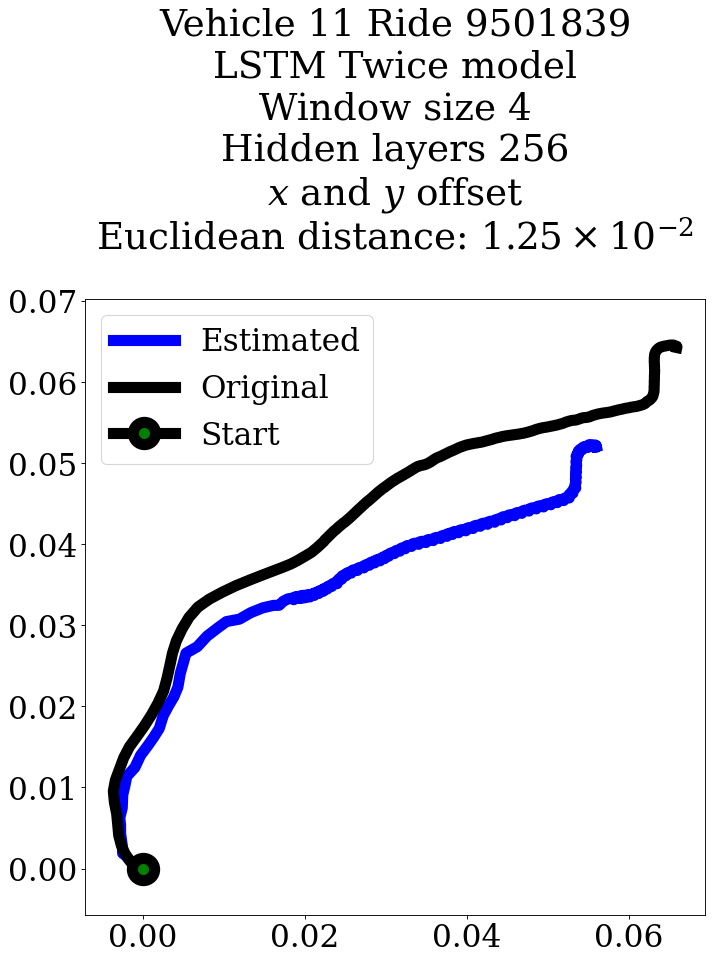 Vehicle 11 Ride 9501839
LSTM Twice model
Window size 4
Hidden layers 256
x and y offset
Euclidean distance: 1.25 × 10⁻²
0.07
0.06
0.05
0.04
0.03
0.02
0.01
0.00
Estimated
Original
Start
0.00 0.02 0.04 0.06